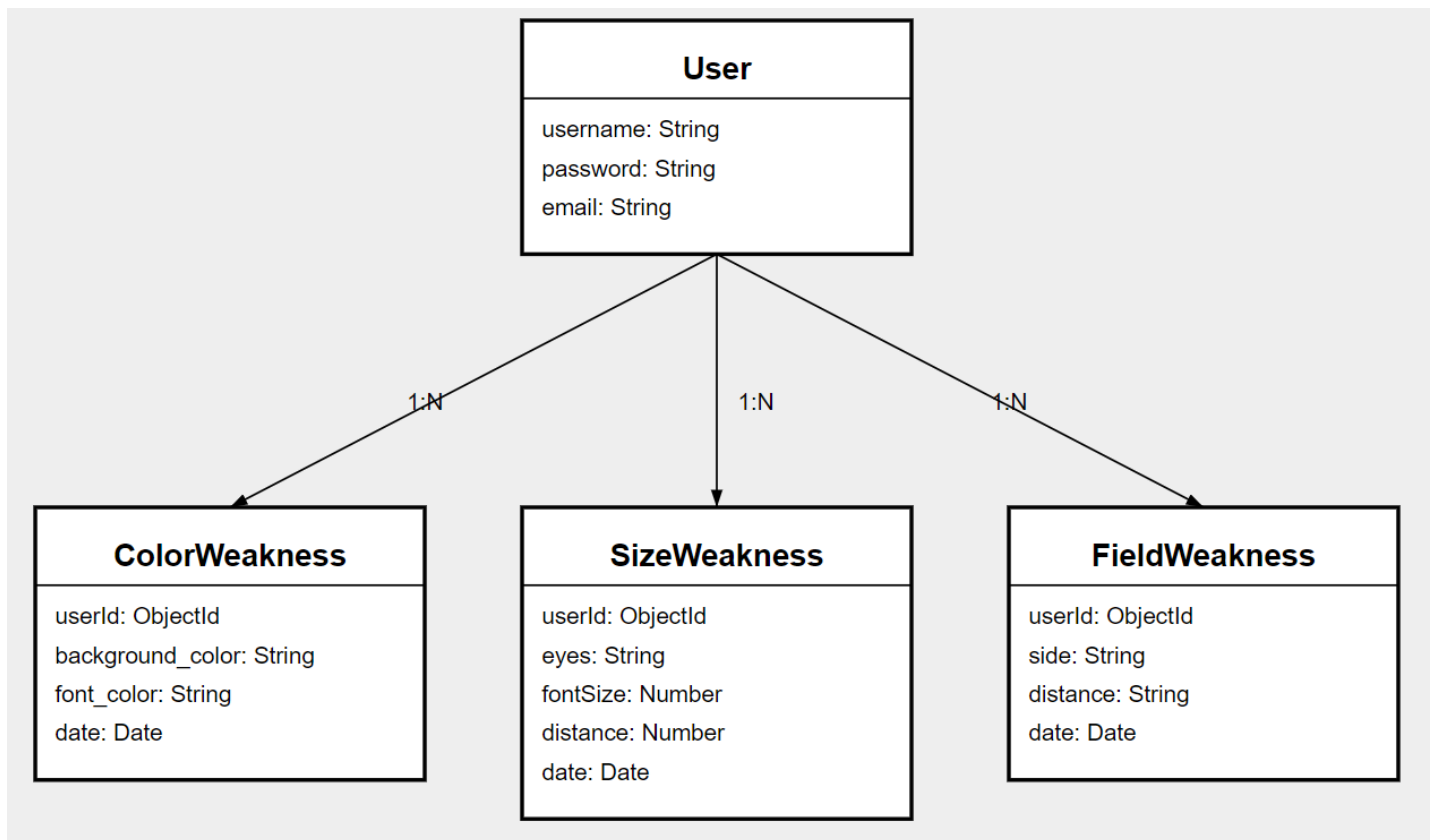 User
username: String
password: String
email: String
1:N
1:N
1:N
ColorWeakness
userId: ObjectId
background_color: String
font_color: String
date: Date
SizeWeakness
userId: ObjectId
eyes: String
fontSize: Number
distance: Number
date: Date
FieldWeakness
userId: ObjectId
side: String
distance: String
date: Date